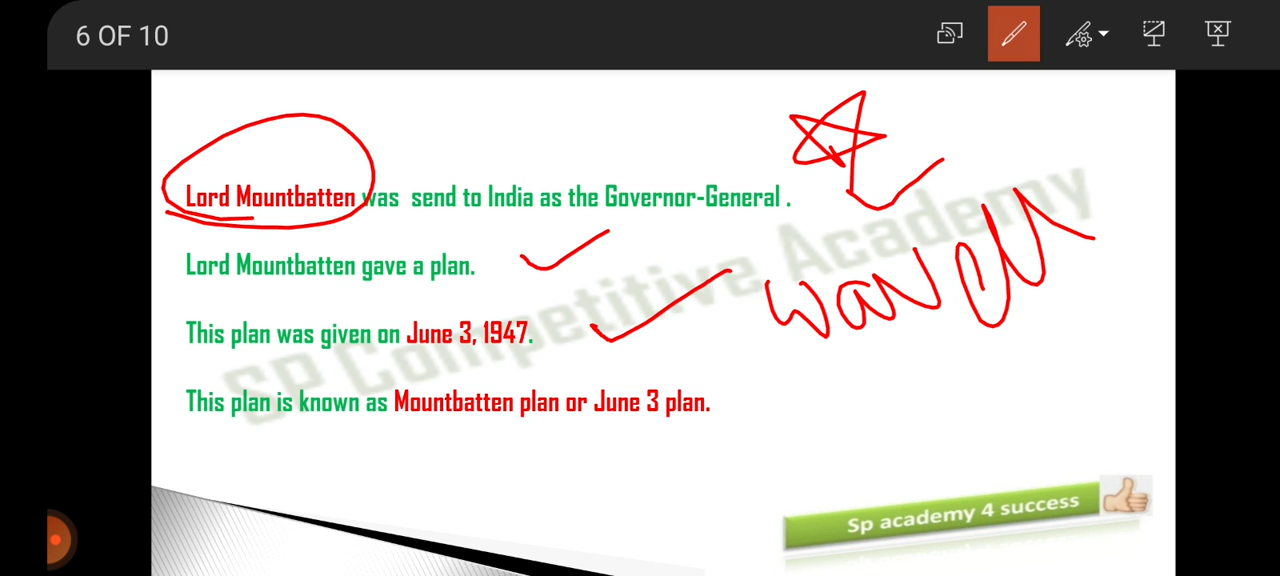 6 OF 10
Lord Mountbatten was send to India as the Governor-General .
Lord Mountbatten gave a plan.
wavell
This plan was given on June 3, 1947.
This plan is known as Mountbatten plan or June 3 plan.
SP Competitive Academy
Sp academy 4 success